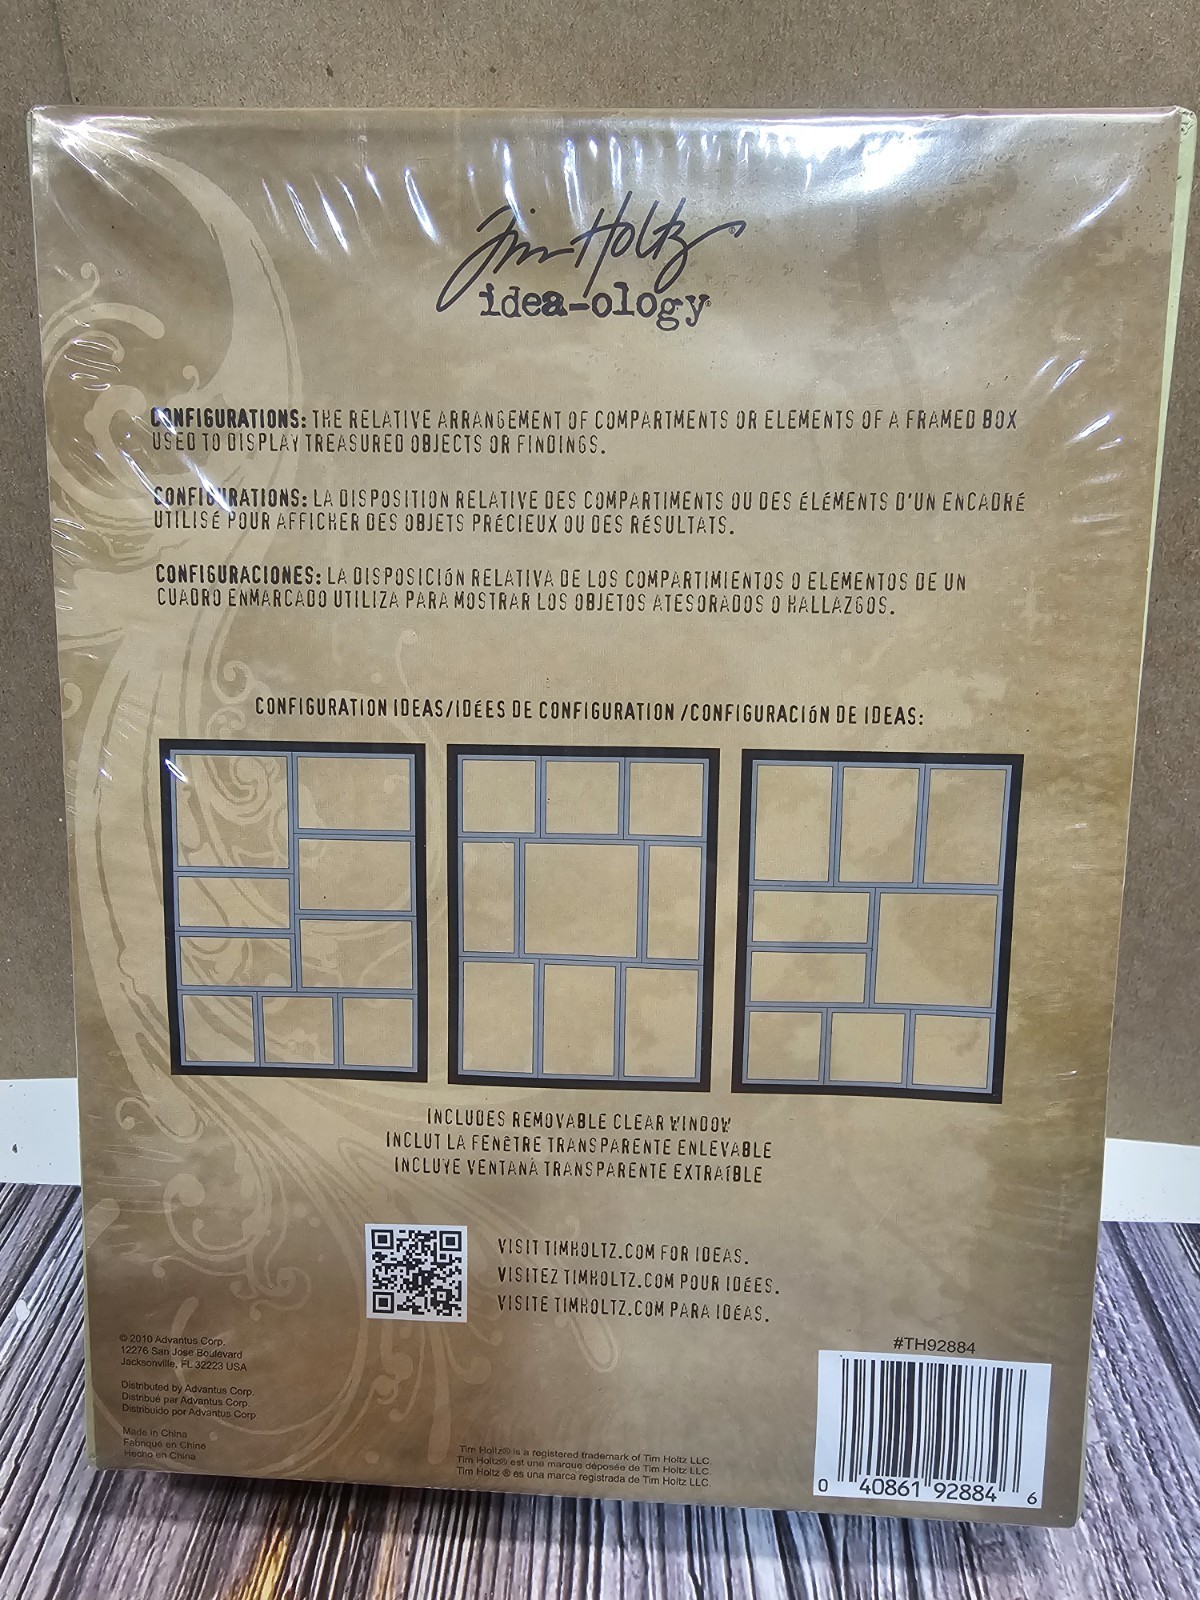 Tim Holtz®
idea-ology®
CONFIGURATIONS: THE RELATIVE ARRANGEMENT OF COMPARTMENTS OR ELEMENTS OF A FRAMED BOX
USED TO DISPLAY TREASURED OBJECTS OR FINDINGS.
CONFIGURATIONS: LA DISPOSITION RELATIVE DES COMPARTIMENTS OU DES ÉLÉMENTS D'UN ENCADRÉ
UTILISÉ POUR AFFICHER DES OBJETS PRÉCIEUX OU DES RÉSULTATS.
CONFIGURACIONES: LA DISPOSICIÓN RELATIVA DE LOS COMPARTIMIENTOS O ELEMENTOS DE UN
CUADRO ENMARCADO UTILIZA PARA MOSTRAR LOS OBJETOS ATESORADOS O HALLAZGOS.
CONFIGURATION IDEAS/IDÉES DE CONFIGURATION /CONFIGURACIÓN DE IDEAS:
INCLUDES REMOVABLE CLEAR WINDOW
INCLUT LA FENÊTRE TRANSPARENTE ENLEVABLE
INCLUYE VENTANA TRANSPARENTE EXTRAÍBLE
VISIT TIMHOLTZ.COM FOR IDEAS.
VISITEZ TIMHOLTZ.COM POUR IDÉES.
VISITE TIMHOLTZ.COM PARA IDÉAS.
© 2010 Advantus Corp.
12276 San Jose Boulevard
Jacksonville, FL 32223 USA
Distributed by Advantus Corp.
Distribué par Advantus Corp.
Distribuido por Advantus Corp
Made in China
Fabriqué en Chine
Hecho en China
Tim Holtz® is a registered trademark of Tim Holtz LLC.
Tim Holtz® est une marque déposée de Tim Holtz LLC.
Tim Holtz ® es una marca registrada de Tim Holtz LLC.
#TH92884
0 40861 92884 6